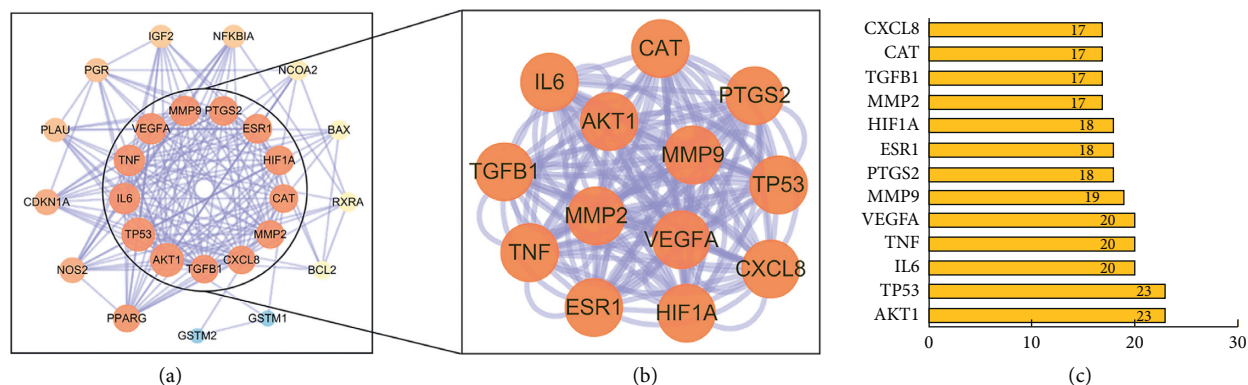 IGF2
NFKBIA
PGR
NCOA2
PLAU
MMP9
PTGS2
VEGFA
ESR1
BAX
TNF
HIF1A
CDKN1A
IL6
CAT
RXRA
TP53
MMP2
NOS2
AKT1
TGFB1
CXCL8
BCL2
PPARG
GSTM2
GSTM1
(a)
CAT
IL6
PTGS2
AKT1
MMP9
TGFB1
TP53
MMP2
VEGFA
TNF
CXCL8
ESR1
HIF1A
(b)
CXCL8 17
CAT 17
TGFB1 17
MMP2 17
HIF1A 18
ESR1 18
PTGS2 18
MMP9 19
VEGFA 20
TNF 20
IL6 20
TP53 23
AKT1 23
0 10 20 30
(c)